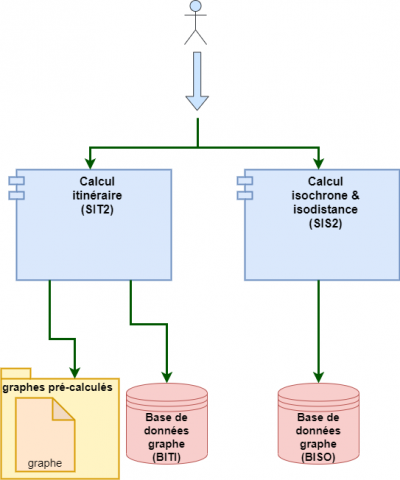 Calcul
itinéraire
(SIT2)
Calcul
isochrone &
isodistance
(SIS2)
graphes pré-calculés
graphe
Base de
données
graphe
(BITI)
Base de
données
graphe
(BISO)